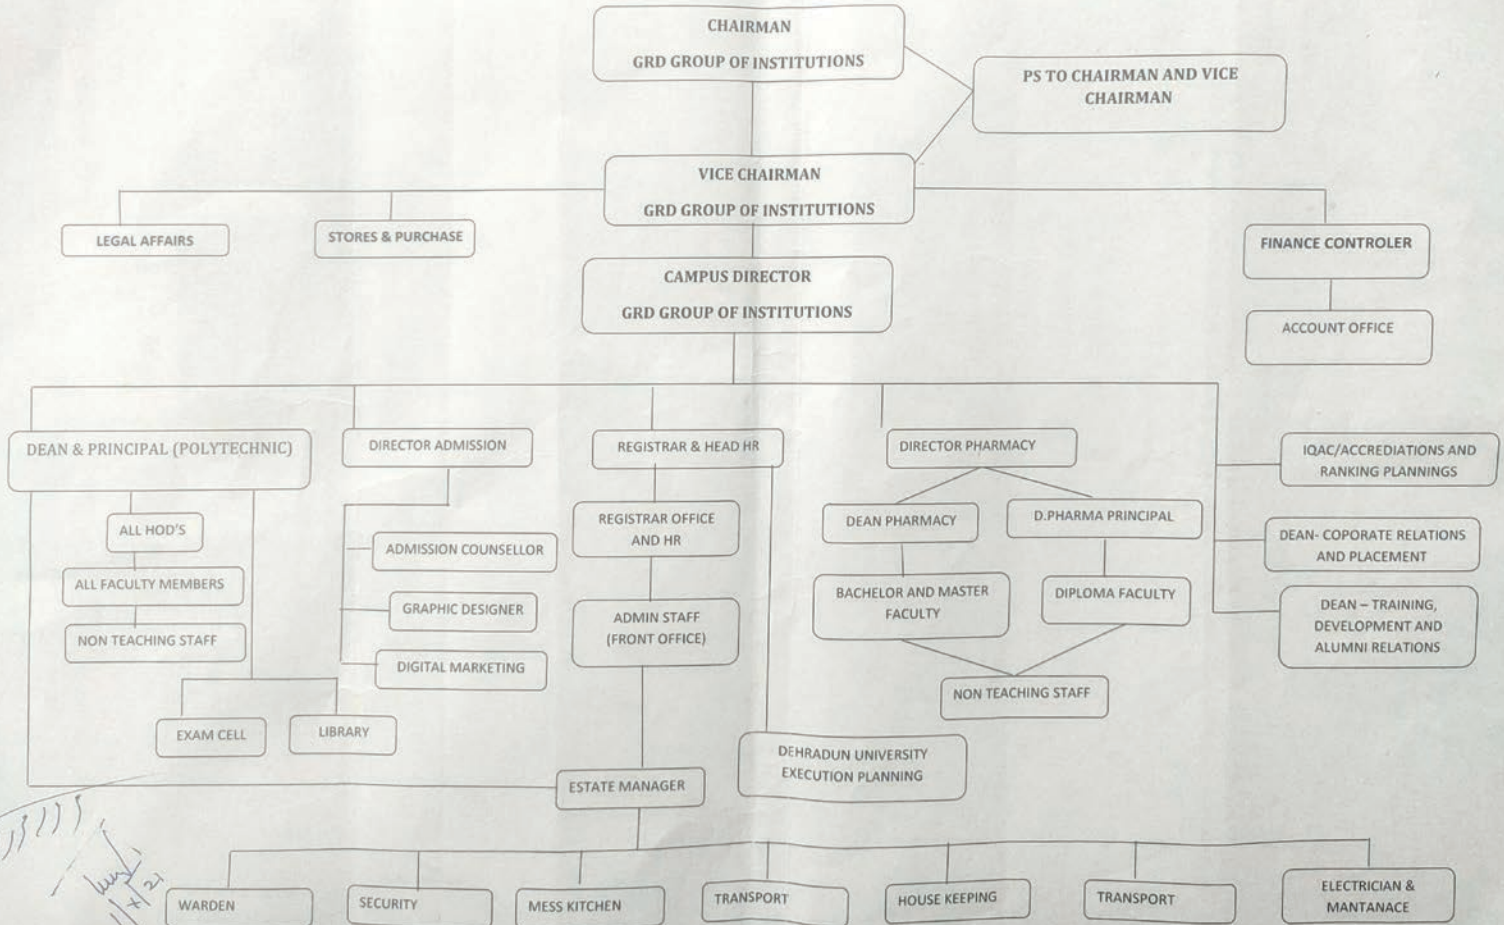 CHAIRMAN
GRD GROUP OF INSTITUTIONS
PS TO CHAIRMAN AND VICE
CHAIRMAN
VICE CHAIRMAN
GRD GROUP OF INSTITUTIONS
LEGAL AFFAIRS
STORES & PURCHASE
FINANCE CONTROLER
CAMPUS DIRECTOR
GRD GROUP OF INSTITUTIONS
ACCOUNT OFFICE
DEAN & PRINCIPAL (POLYTECHNIC)
ALL HOD'S
ALL FACULTY MEMBERS
NON TEACHING STAFF
EXAM CELL
LIBRARY
DIRECTOR ADMISSION
ADMISSION COUNSELLOR
GRAPHIC DESIGNER
DIGITAL MARKETING
REGISTRAR & HEAD HR
REGISTRAR OFFICE
AND HR
ADMIN STAFF
(FRONT OFFICE)
DIRECTOR PHARMACY
DEAN PHARMACY
D.PHARMA PRINCIPAL
BACHELOR AND MASTER
FACULTY
DIPLOMA FACULTY
NON TEACHING STAFF
IQAC/ACCREDIATIONS AND
RANKING PLANNINGS
DEAN- COPORATE RELATIONS
AND PLACEMENT
DEAN – TRAINING,
DEVELOPMENT AND
ALUMNI RELATIONS
DEHRADUN UNIVERSITY
EXECUTION PLANNING
ESTATE MANAGER
WARDEN
SECURITY
MESS KITCHEN
TRANSPORT
HOUSE KEEPING
TRANSPORT
ELECTRICIAN &
MANTANACE